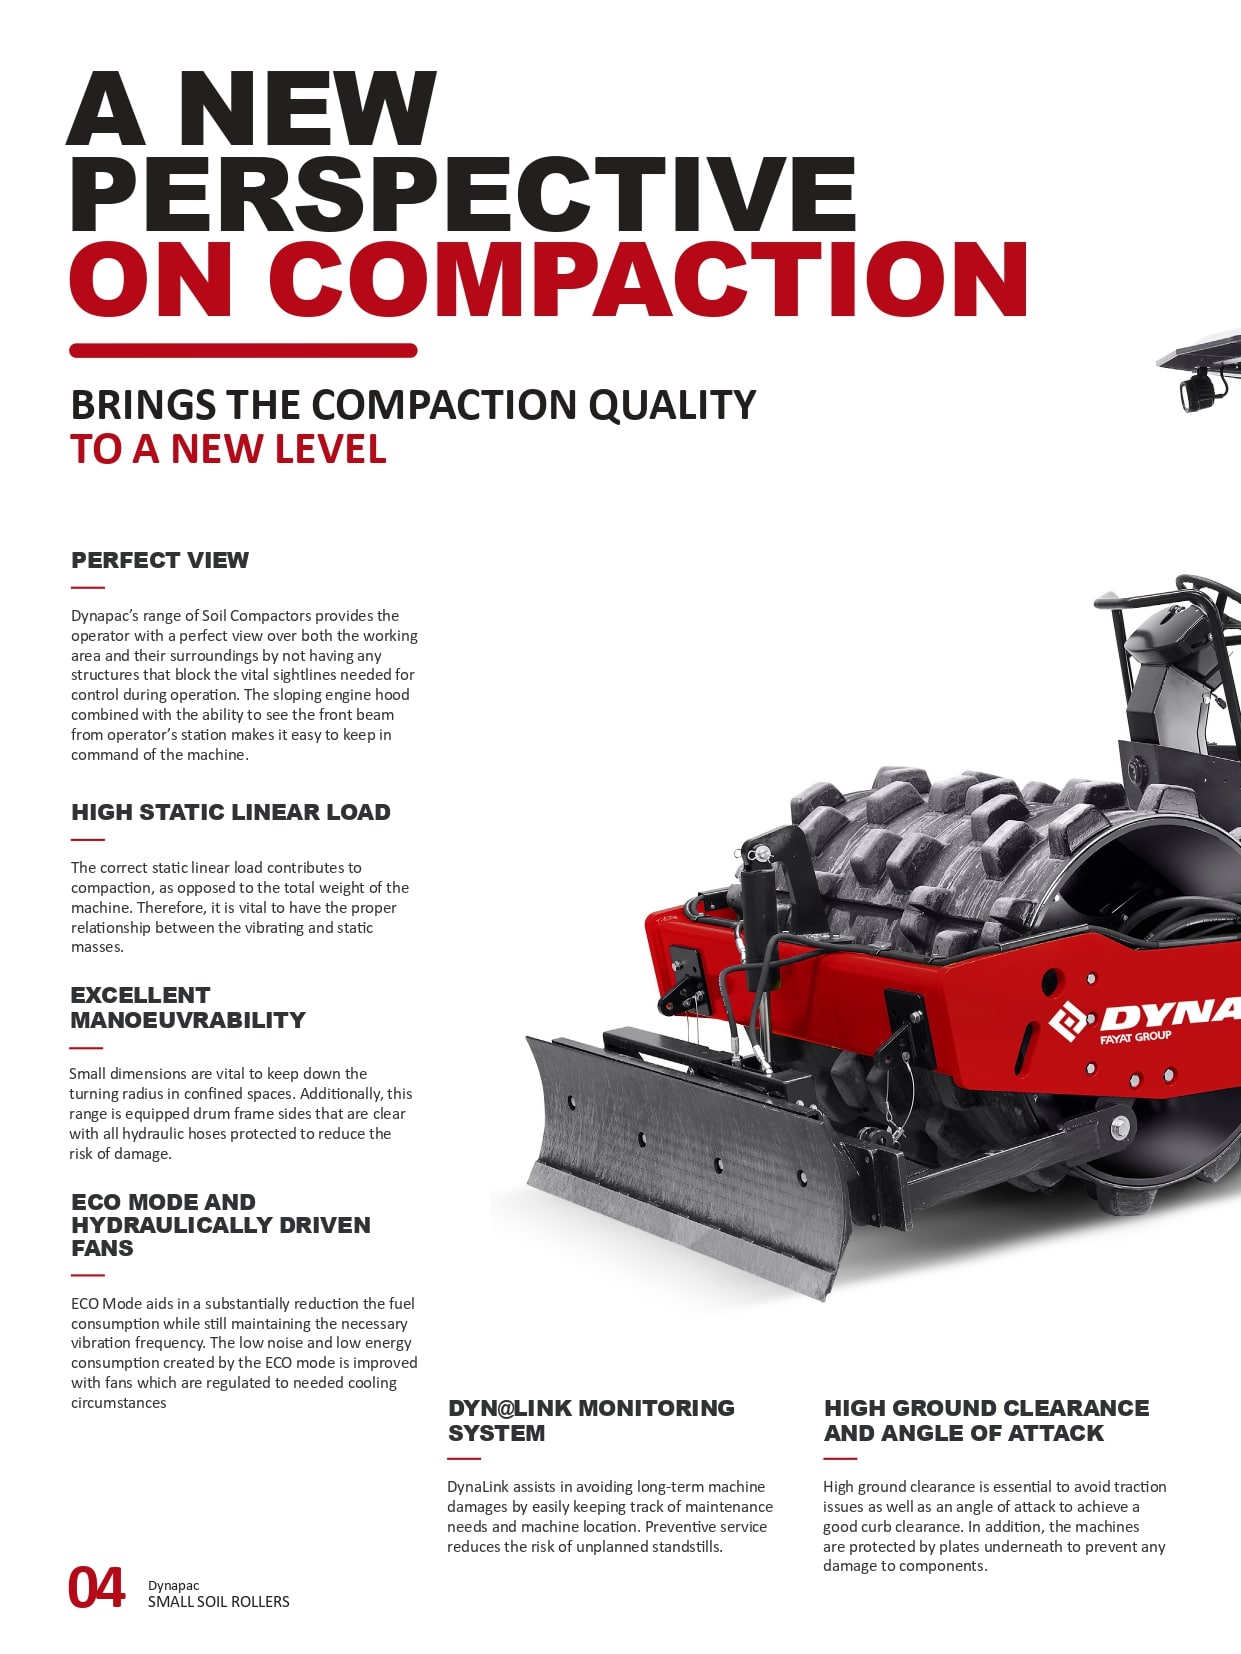 A NEW
PERSPECTIVE
ON COMPACTION
BRINGS THE COMPACTION QUALITY
TO A NEW LEVEL
PERFECT VIEW
Dynapac’s range of Soil Compactors provides the
operator with a perfect view over both the working
area and their surroundings by not having any
structures that block the vital sightlines needed for
control during operation. The sloping engine hood
combined with the ability to see the front beam
from operator’s station makes it easy to keep in
command of the machine.
HIGH STATIC LINEAR LOAD
The correct static linear load contributes to
compaction, as opposed to the total weight of the
machine. Therefore, it is vital to have the proper
relationship between the vibrating and static
masses.
EXCELLENT
MANOEUVRABILITY
Small dimensions are vital to keep down the
turning radius in confined spaces. Additionally, this
range is equipped drum frame sides that are clear
with all hydraulic hoses protected to reduce the
risk of damage.
ECO MODE AND
HYDRAULICALLY DRIVEN
FANS
ECO Mode aids in a substantially reduction the fuel
consumption while still maintaining the necessary
vibration frequency. The low noise and low energy
consumption created by the ECO mode is improved
with fans which are regulated to needed cooling
circumstances
DYNA
FAYAT GROUP
DYN@LINK MONITORING
SYSTEM
DynaLink assists in avoiding long-term machine
damages by easily keeping track of maintenance
needs and machine location. Preventive service
reduces the risk of unplanned standstills.
HIGH GROUND CLEARANCE
AND ANGLE OF ATTACK
High ground clearance is essential to avoid traction
issues as well as an angle of attack to achieve a
good curb clearance. In addition, the machines
are protected by plates underneath to prevent any
damage to components.
04
Dynapac
SMALL SOIL ROLLERS